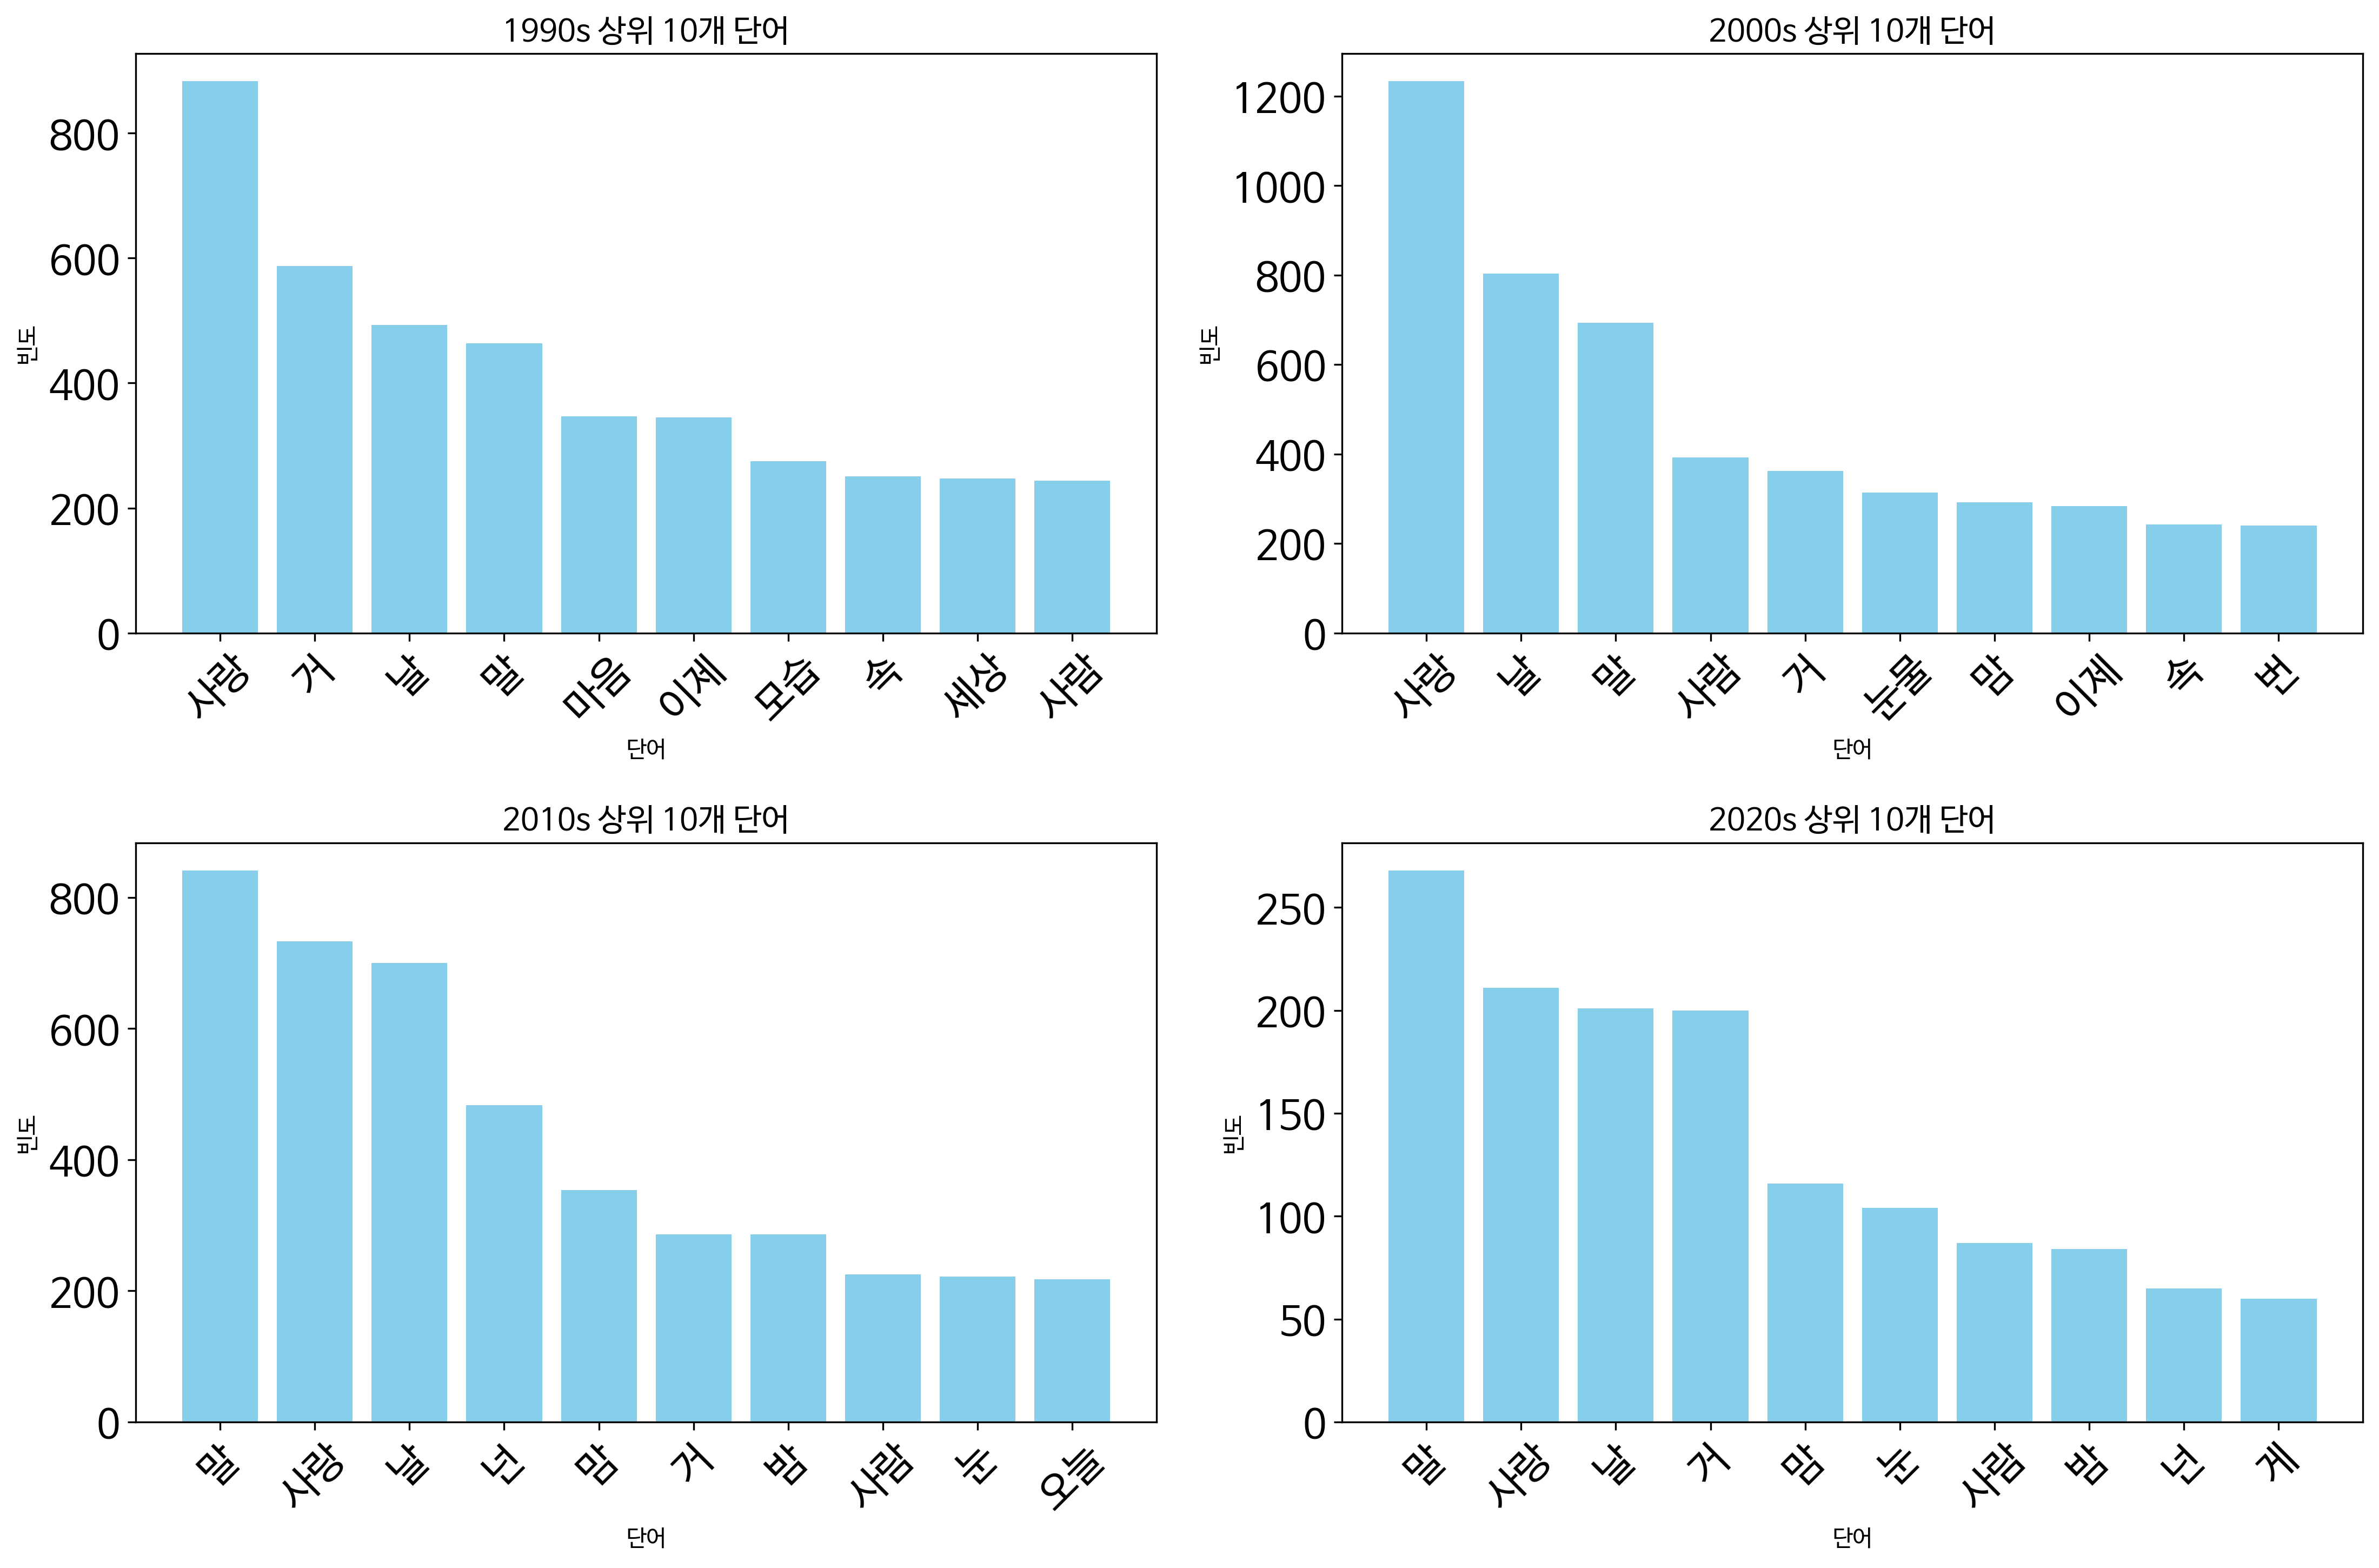 1990s 상위 10개 단어
빈도
800
600
400
200
0
사랑 거 날 말 마음 이제 모습 속 세상 사람
단어
2000s 상위 10개 단어
빈도
1200
1000
800
600
400
200
0
사랑 날 말 사람 거 눈물 맘 이제 속 번
단어
2010s 상위 10개 단어
빈도
800
600
400
200
0
말 사랑 날 넌 맘 거 밤 사람 눈 오늘
단어
2020s 상위 10개 단어
빈도
250
200
150
100
50
0
말 사랑 날 거 맘 눈 사람 밤 넌 게
단어